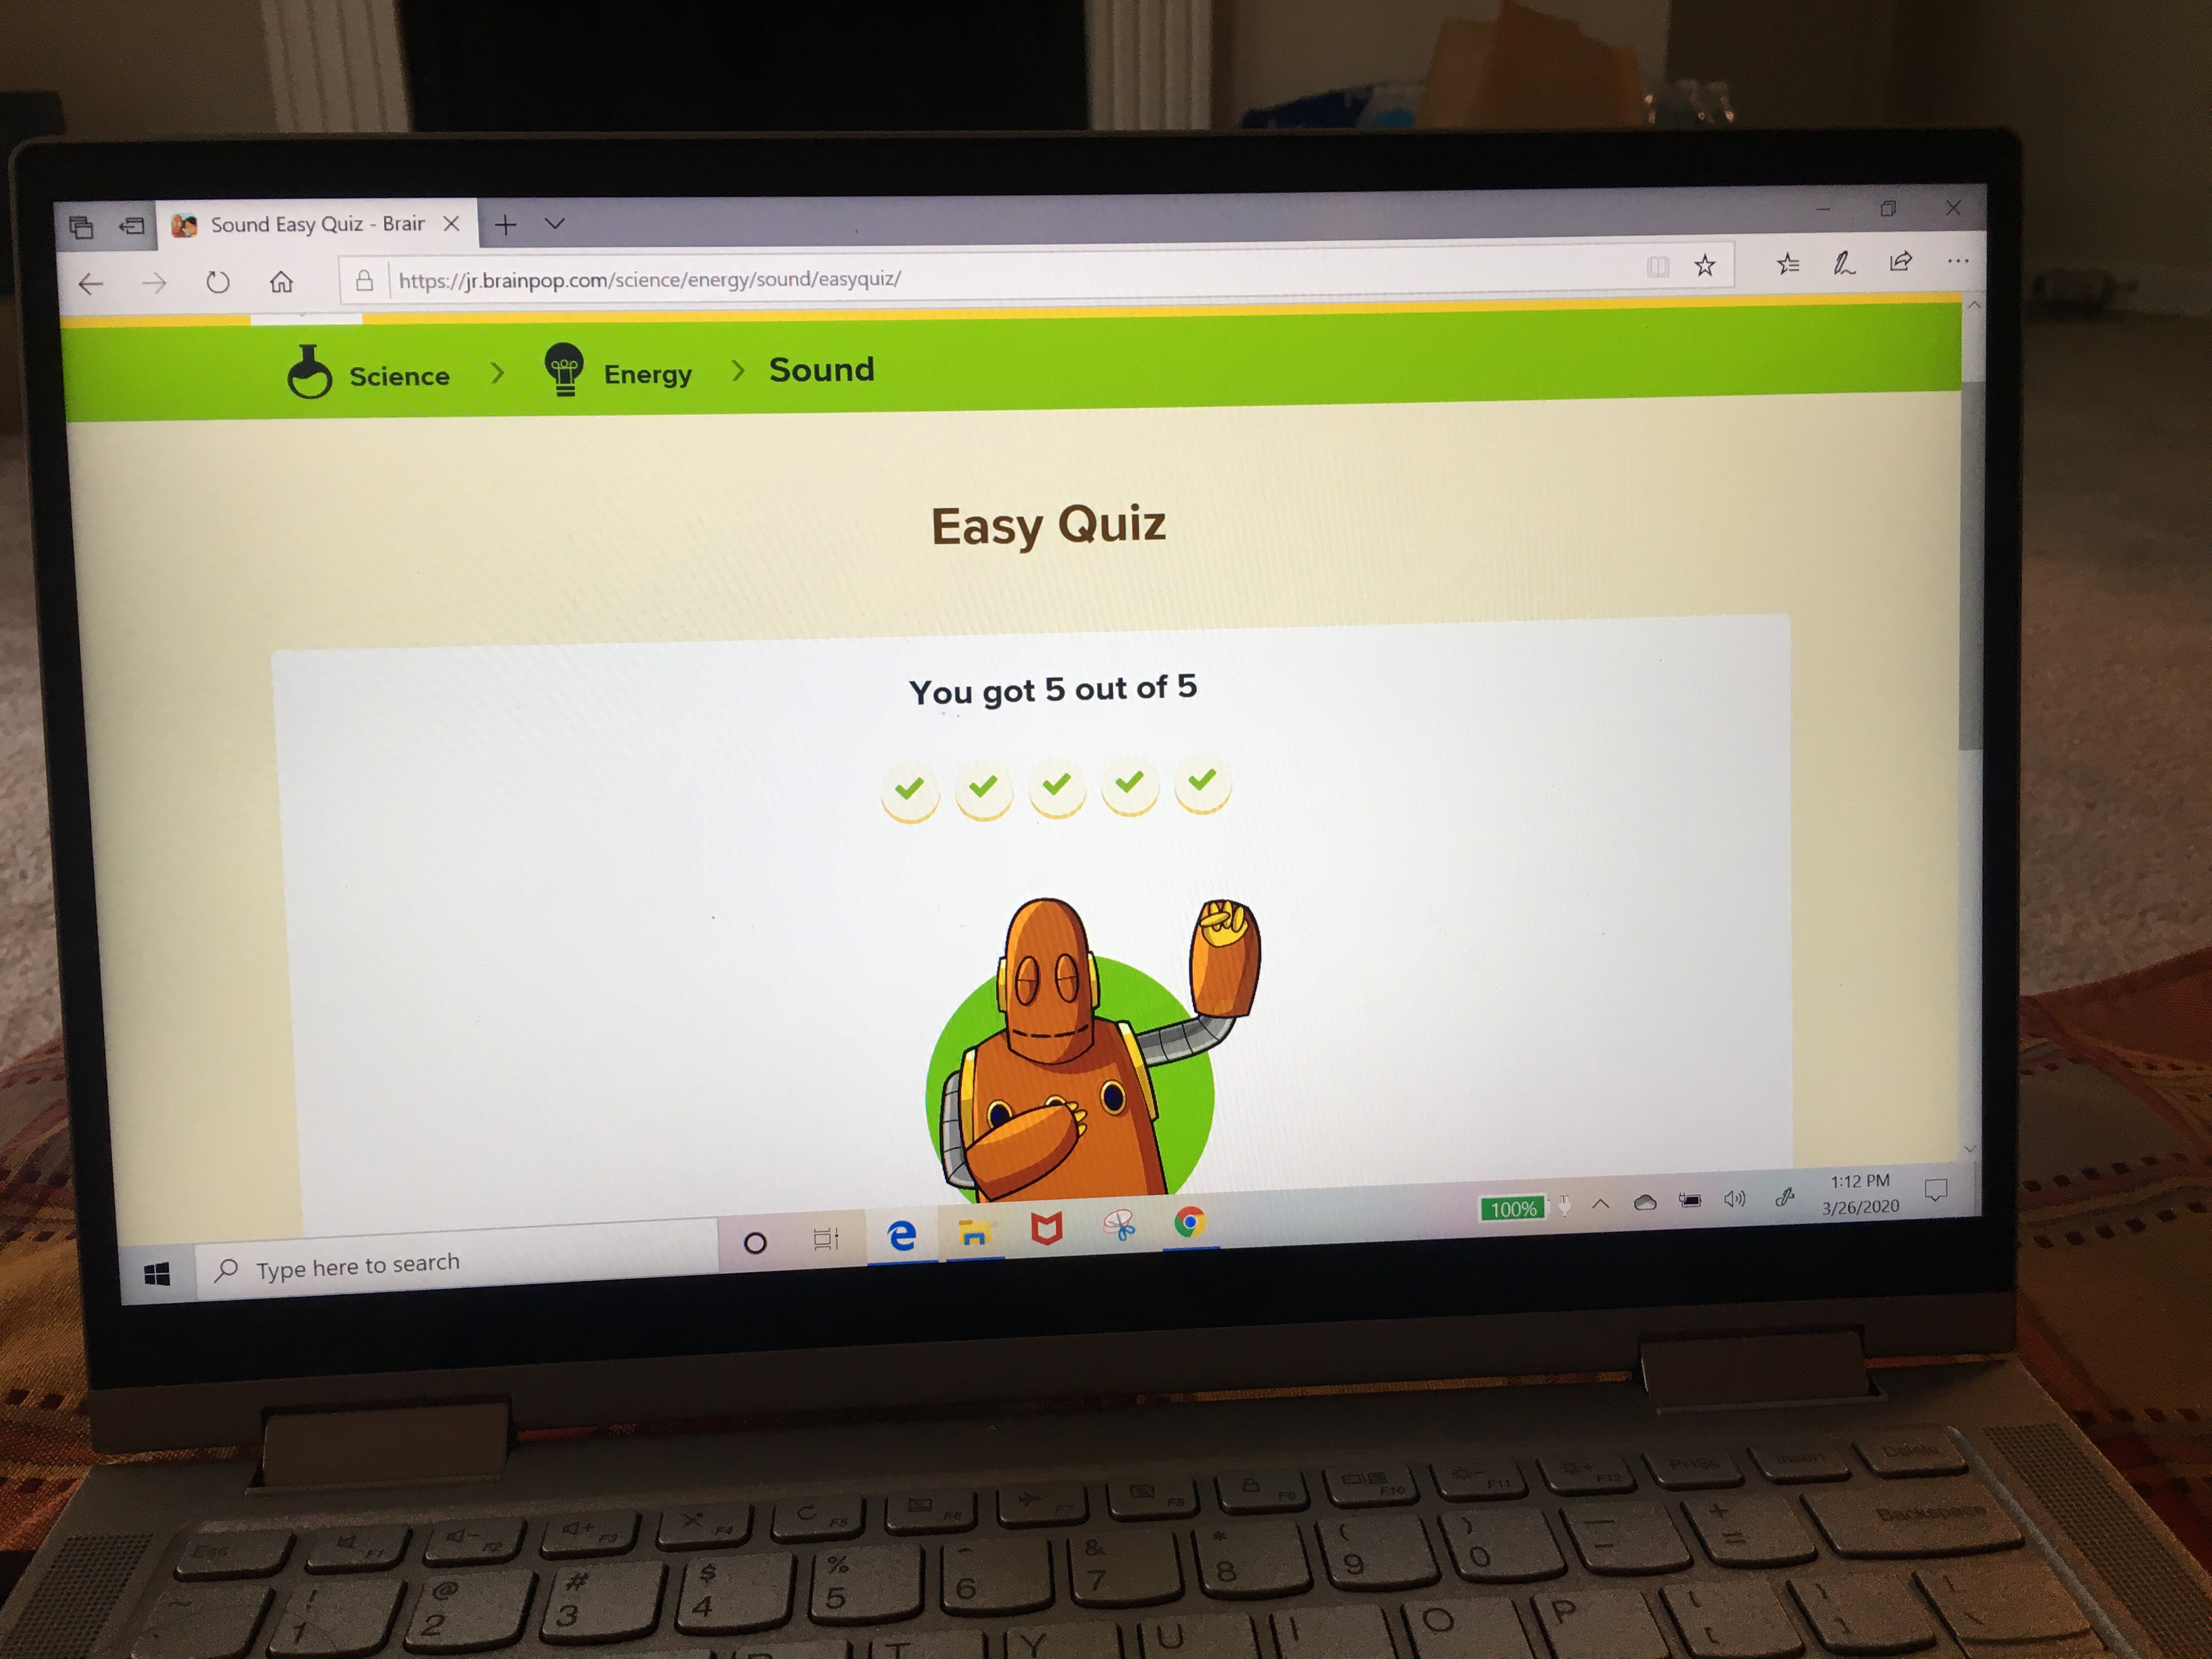 Sound Easy Quiz - Brair
https://jr.brainpop.com/science/energy/sound/easyquiz/
Science > Energy > Sound
Easy Quiz
You got 5 out of 5
100%
1:12 PM
3/26/2020
Type here to search
Esc F1 F2 F3 F4 F5 F6 F7 F8 F9 F10 F11 F12 PrtSc Insert Delete
! @ # $ % ^ & * ( ) — + Backspace
~ 1 2 3 4 5 6 7 8 9 0 - =
T Y U I O P { [ } ] | \